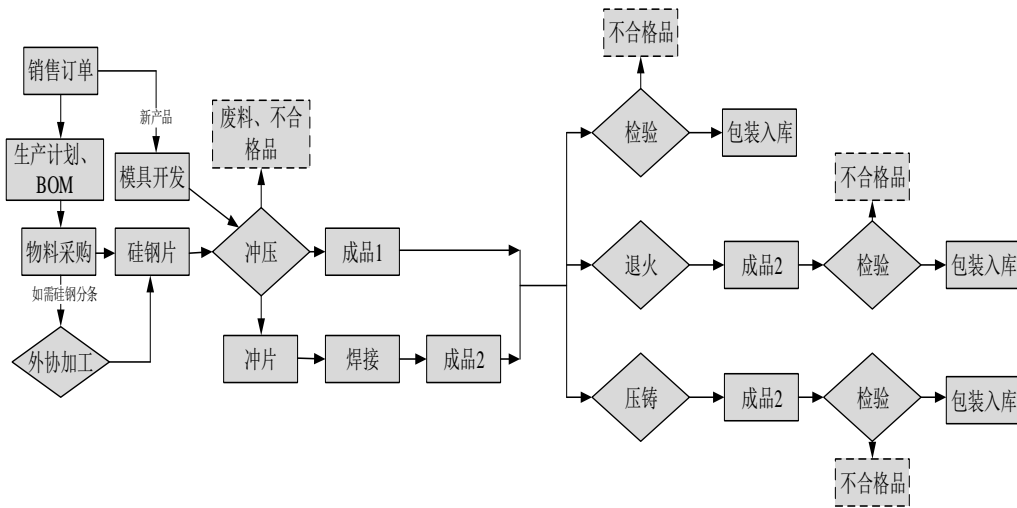 不合格品
销售订单
新产品
废料、不合
格品
检验
包装入库
生产计划、
BOM
模具开发
不合格品
物料采购
硅钢片
冲压
成品1
退火
成品2
检验
包装入库
如需硅钢分条
外协加工
冲片
焊接
成品2
压铸
成品2
检验
包装入库
不合格品